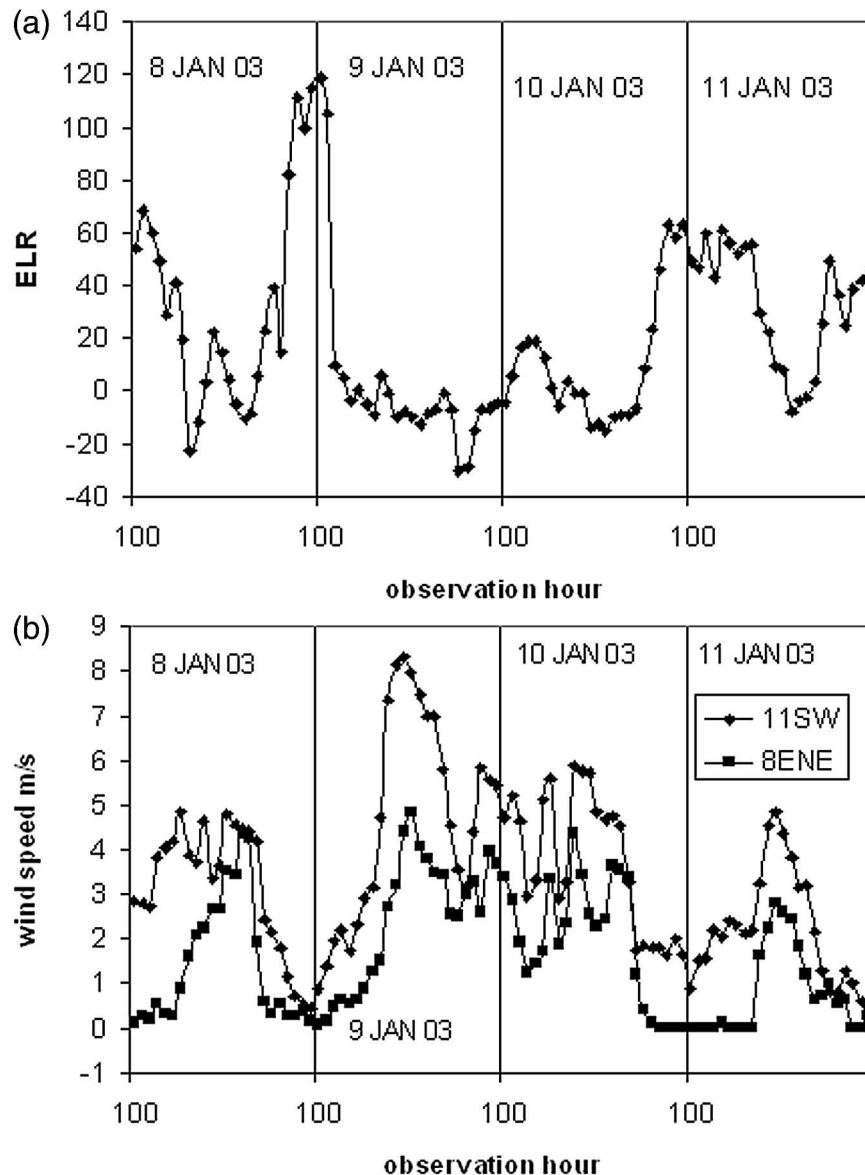 (a)
140
120
100
80
60
40
20
0
-20
-40
ELR
8 JAN 03
9 JAN 03
10 JAN 03
11 JAN 03
100
100
100
100
observation hour
(b)
9
8
7
6
5
4
3
2
1
0
-1
wind speed m/s
8 JAN 03
9 JAN 03
10 JAN 03
11 JAN 03
11SW
8ENE
100
100
100
100
observation hour